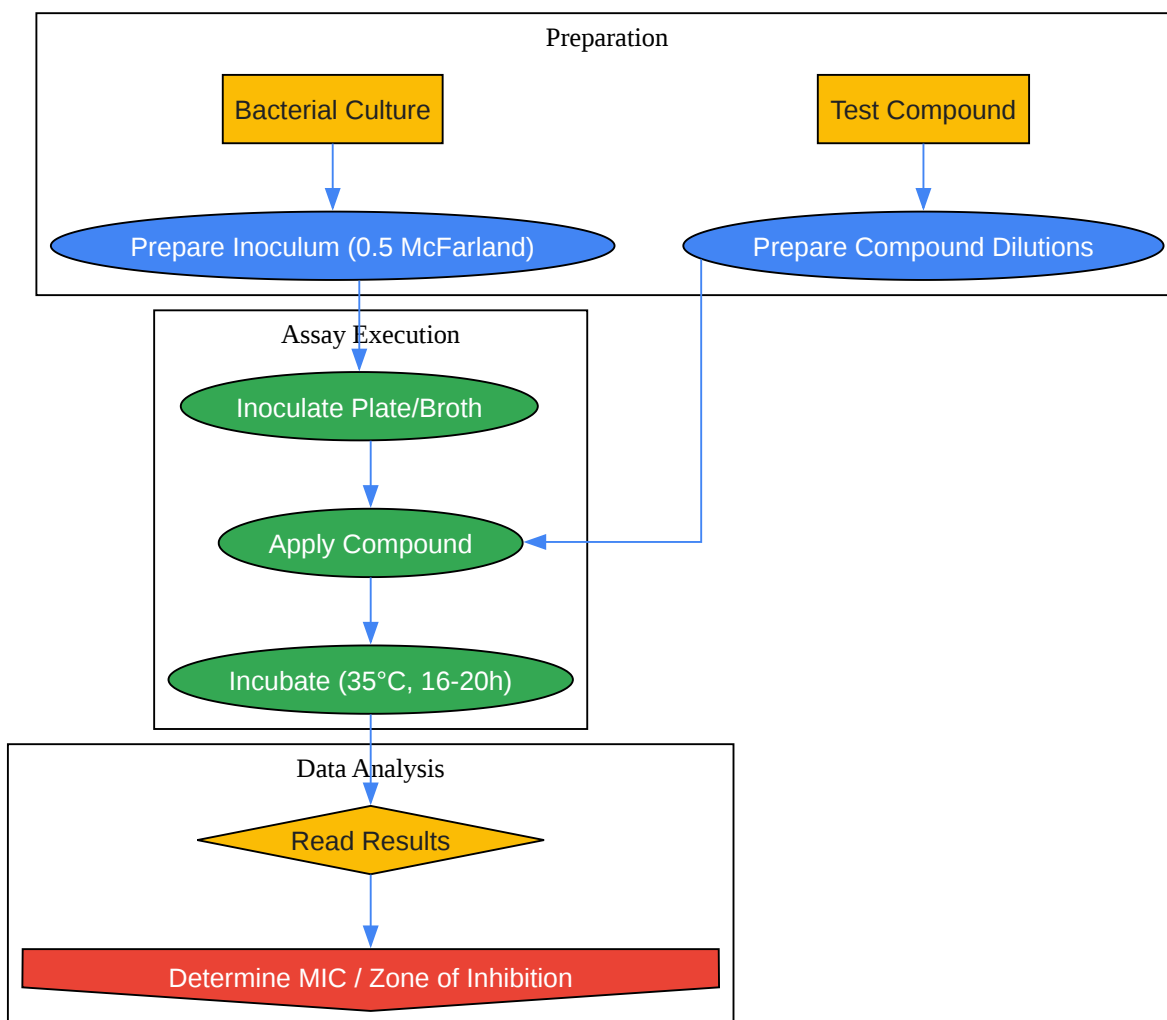 Preparation
Bacterial Culture
Test Compound
Prepare Inoculum (0.5 McFarland)
Prepare Compound Dilutions
Assay Execution
Inoculate Plate/Broth
Apply Compound
Incubate (35°C, 16-20h)
Data Analysis
Read Results
Determine MIC / Zone of Inhibition